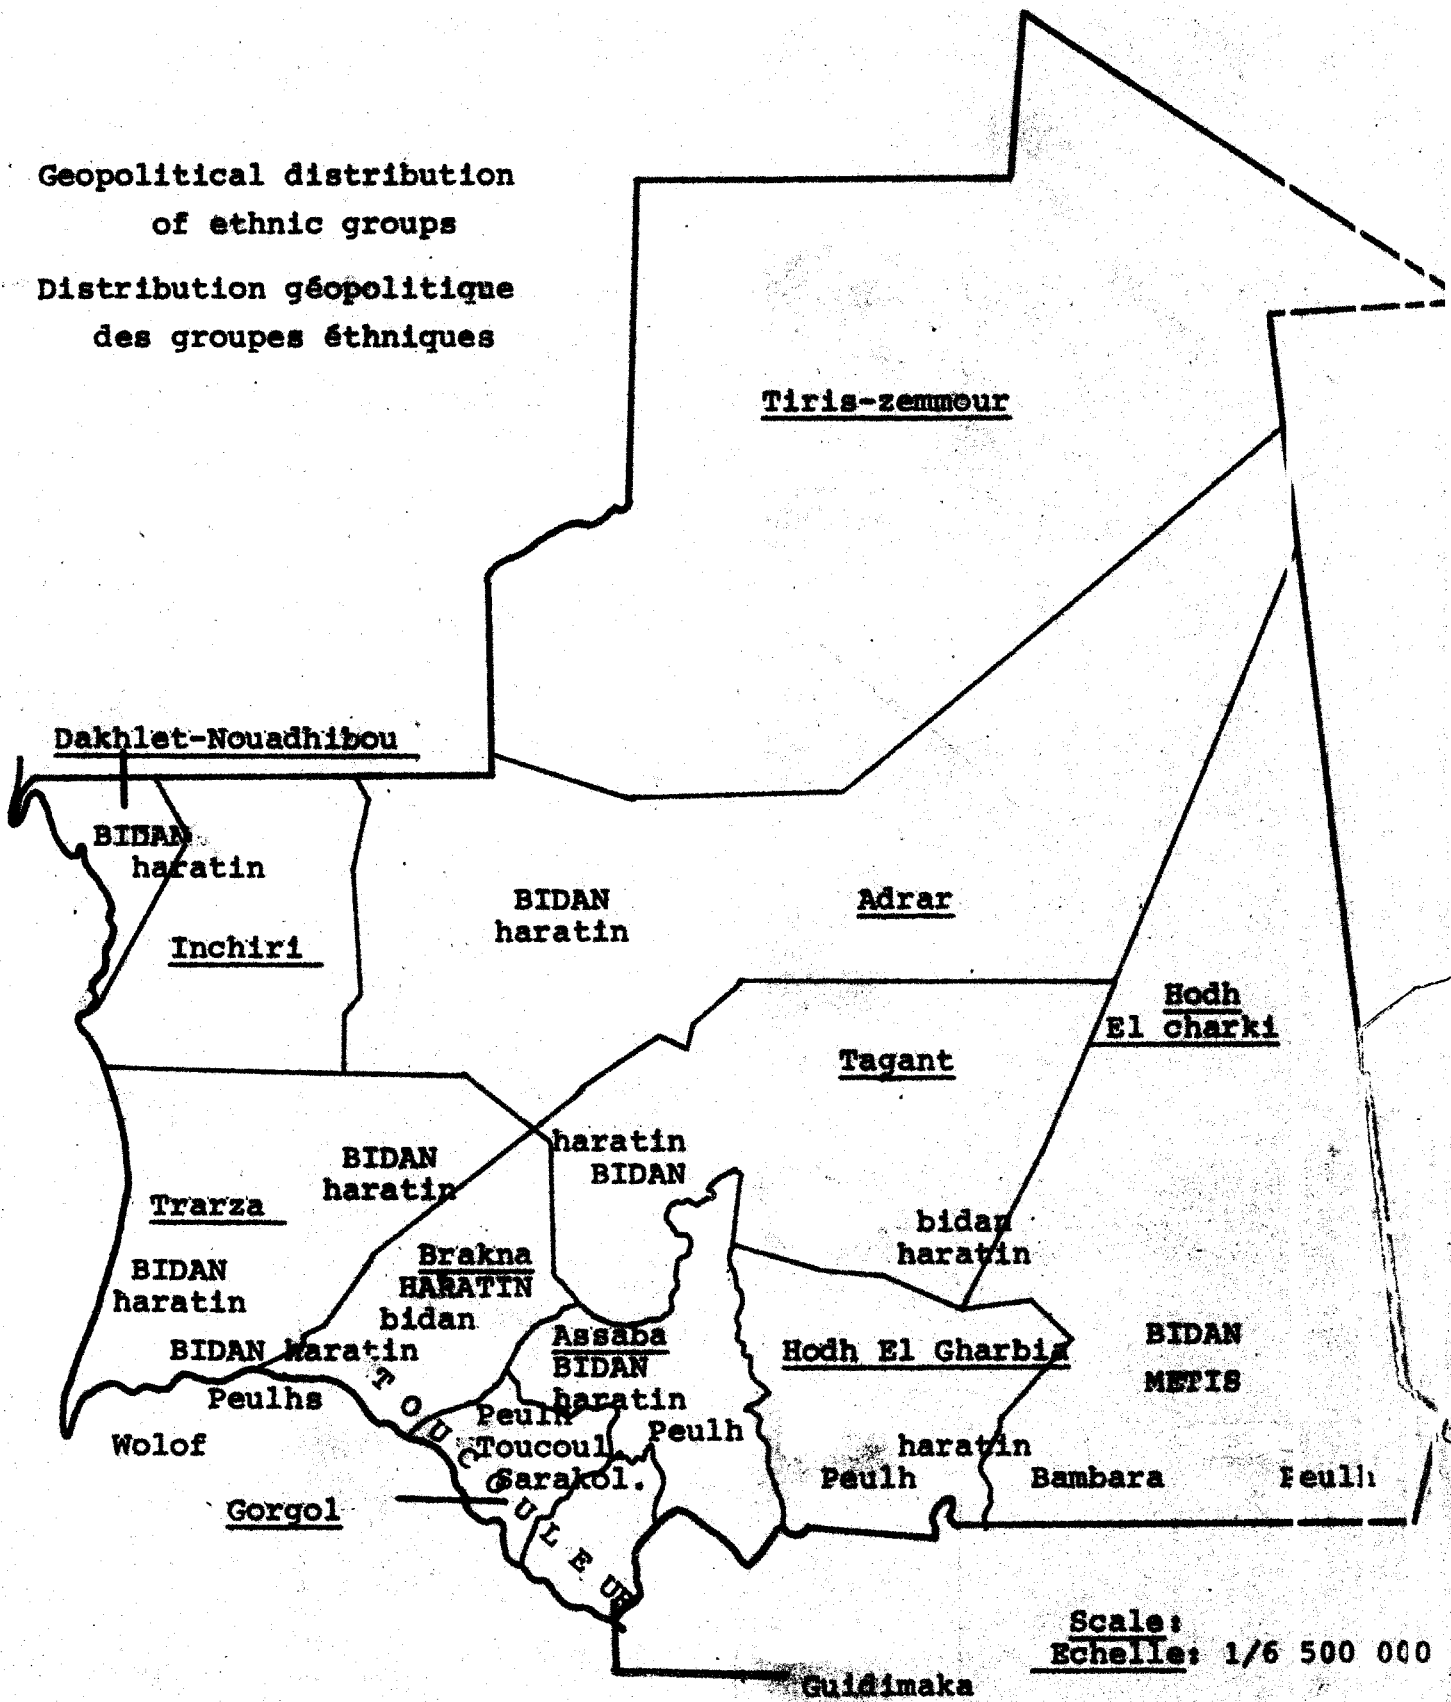 Geopolitical distribution
of ethnic groups
Distribution géopolitique
des groupes éthniques
Tiris-zemmour
Dakhlet-Nouadhibou
BIDAN
haratin
Inchiri
BIDAN
haratin
Adrar
Hodh
El charki
Tagant
haratin
BIDAN
BIDAN
haratin
Trarza
bidan
haratin
BIDAN
haratin
Brakna
HARATIN
bidan
BIDAN haratin
Assaba
BIDAN
haratin
Hodh El Gharbia
BIDAN
METIS
Peulhs
Wolof
TOUCOULEUR
Peulh
Toucoul
Sarakol.
Peulh
haratin
Peulh
Bambara
Peulh
Gorgol
Guidimaka
Scale:
Echelle: 1/6 500 000